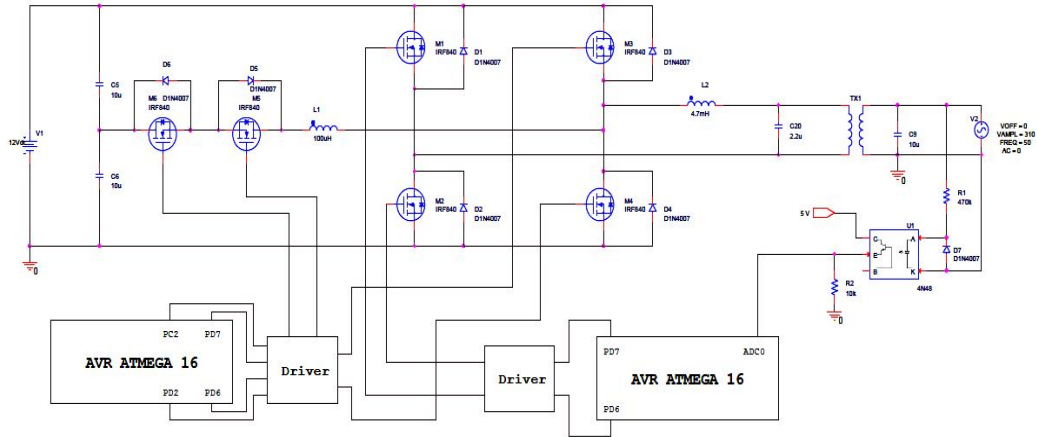 M1
IRF840
D1
D1N4007
M3
IRF840
D3
D1N4007
D6
D1N4007
M6
IRF840
D5
D1N4007
M5
IRF840
C5
10u
L1
100uH
L2
4.7mH
TX1
V1
12Vdc
C20
2.2u
C9
10u
V2
VOFF = 0
VAMPL = 310
FREQ = 50
AC = 0
C6
10u
M2
IRF840
D2
D1N4007
M4
IRF840
D4
D1N4007
0
R1
470k
5 V
U1
C
A
E
B
K
4N48
D7
D1N4007
0
R2
10k
0
PC2
PD7
AVR ATMEGA 16
PD2
PD6
Driver
Driver
PD7
ADC0
AVR ATMEGA 16
PD6